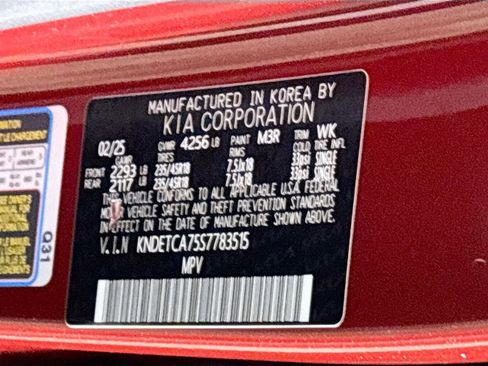 MANUFACTURED IN KOREA BY
KIA CORPORATION
02/25 GVWR 4256 LB PAINT M3R TRIM WK
GAWR TIRES RIMS COLD TIRE INFL
FRONT 2293 LB 235/45R18 7.5Jx18 33psi SINGLE
REAR 2117 LB 235/45R18 7.5Jx18 33psi SINGLE
THIS VEHICLE CONFORMS TO ALL APPLICABLE U.S.A. FEDERAL
VEHICLE SAFETY AND THEFT PREVENTION STANDARDS
IN EFFECT ON THE DATE OF MANUFACTURE SHOWN ABOVE.
V.I.N KNDETCA75S7783515
MPV
Q31